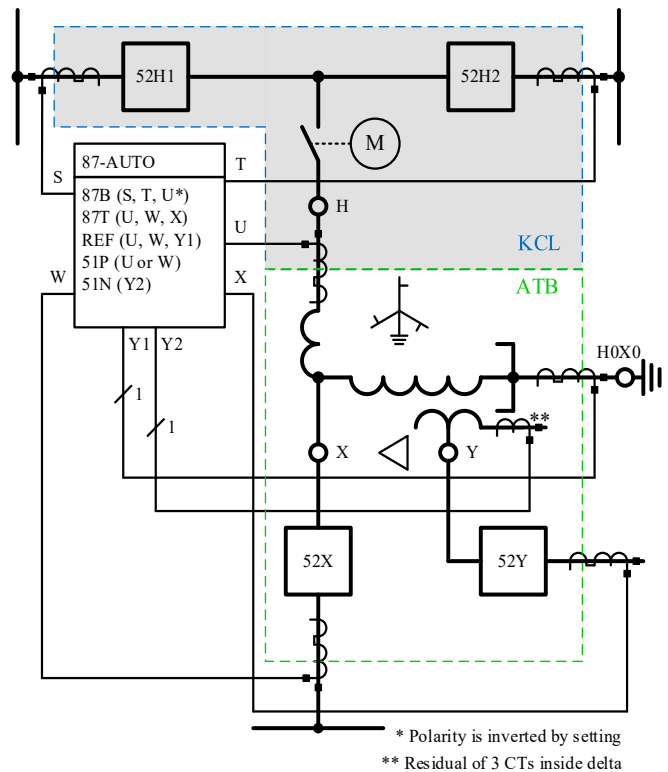 52H1
52H2
M
87-AUTO
S
T
87B (S, T, U*)
87T (U, W, X)
REF (U, W, Y1)
51P (U or W)
51N (Y2)
H
U
KCL
W
X
ATB
Y1
Y2
H0X0
1
1
**
X
Y
52X
52Y
* Polarity is inverted by setting
** Residual of 3 CTs inside delta